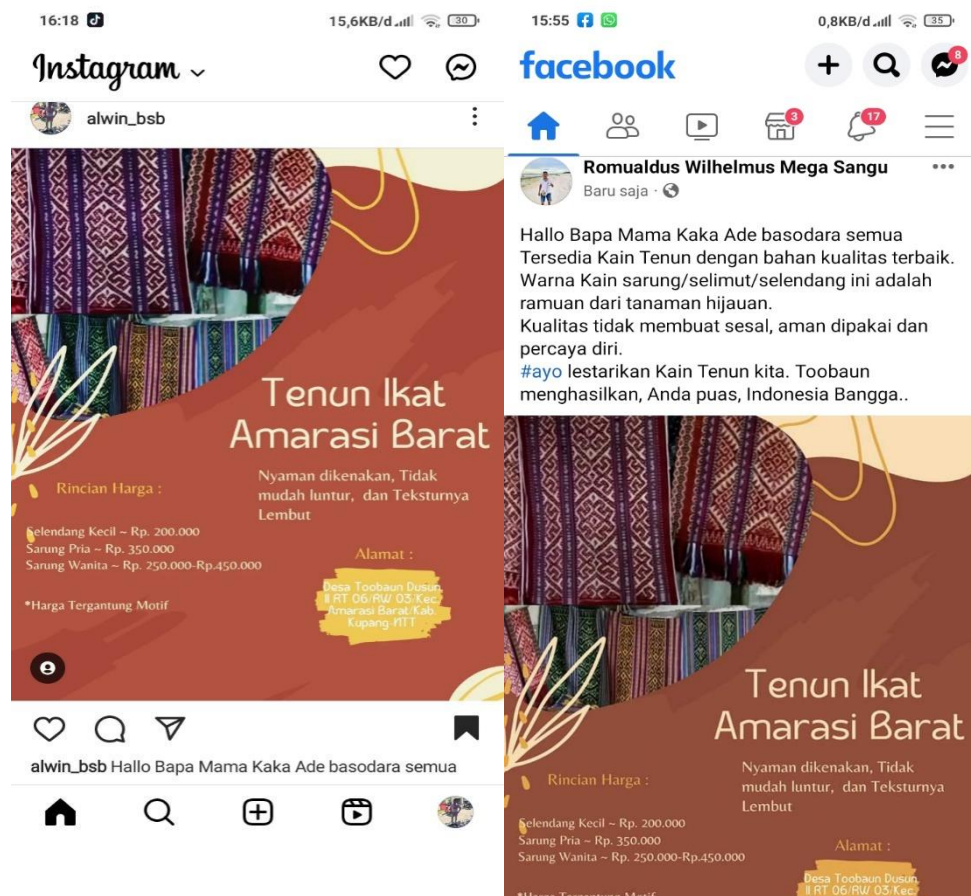 16:18
15,6KB/d
30
Instagram
alwin_bsb
Tenun Ikat
Amarasi Barat
Nyaman dikenakan, Tidak
mudah luntur, dan Teksturnya
Lembut
Rincian Harga :
Selendang Kecil ~ Rp. 200.000
Sarung Pria ~ Rp. 350.000
Sarung Wanita ~ Rp. 250.000-Rp.450.000
*Harga Tergantung Motif
Alamat :
Desa Toobaun Dusun
II RT 06/RW 03/Kec.
Amarasi Barat/Kab.
Kupang-NTT
alwin_bsb Hallo Bapa Mama Kaka Ade basodara semua
15:55
0,8KB/d
35
facebook
8
3
17
Romualdus Wilhelmus Mega Sangu
Baru saja ·
Hallo Bapa Mama Kaka Ade basodara semua
Tersedia Kain Tenun dengan bahan kualitas terbaik.
Warna Kain sarung/selimut/selendang ini adalah
ramuan dari tanaman hijauan.
Kualitas tidak membuat sesal, aman dipakai dan
percaya diri.
#ayo lestarikan Kain Tenun kita. Toobaun
menghasilkan, Anda puas, Indonesia Bangga..
Tenun Ikat
Amarasi Barat
Nyaman dikenakan, Tidak
mudah luntur, dan Teksturnya
Lembut
Rincian Harga :
Selendang Kecil ~ Rp. 200.000
Sarung Pria ~ Rp. 350.000
Sarung Wanita ~ Rp. 250.000-Rp.450.000
Alamat :
Desa Toobaun Dusun
II RT 06/RW 03/Kec.
*Harga Tergantung Motif